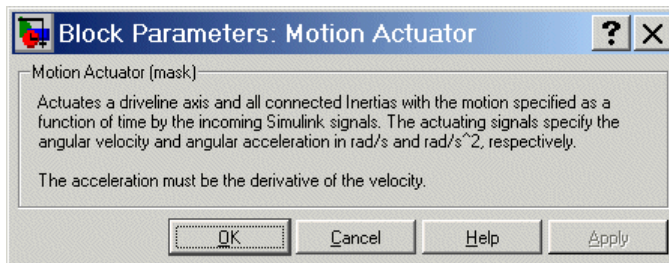 Block Parameters: Motion Actuator
Motion Actuator (mask)
Actuates a driveline axis and all connected Inertias with the motion specified as a
function of time by the incoming Simulink signals. The actuating signals specify the
angular velocity and angular acceleration in rad/s and rad/s^2, respectively.
The acceleration must be the derivative of the velocity.
OK Cancel Help Apply